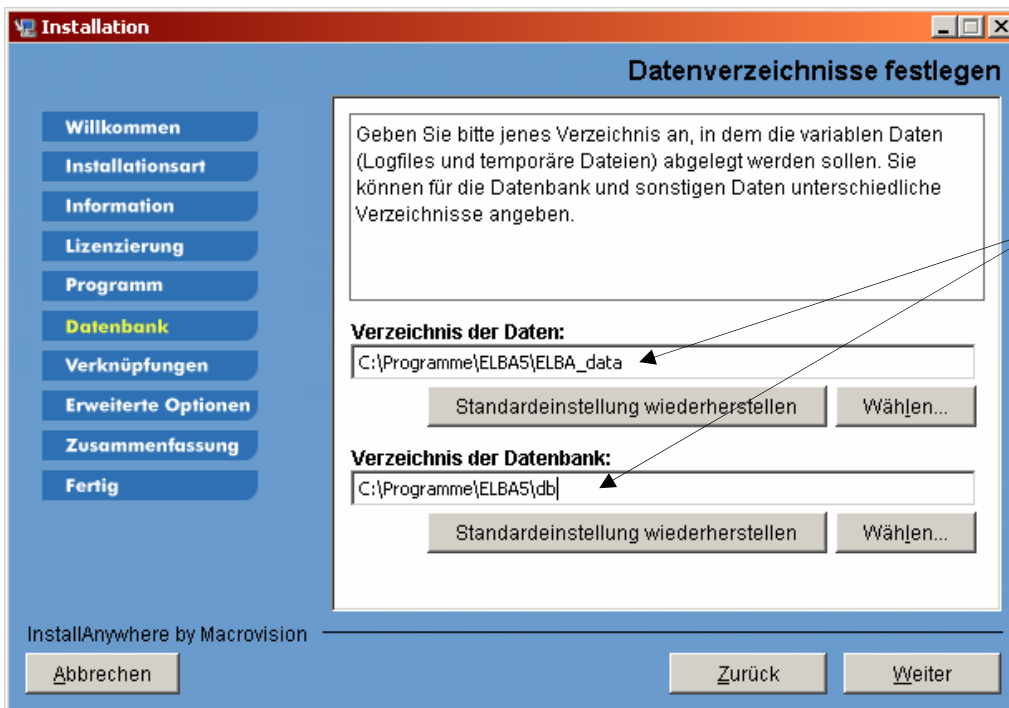 Installation
Datenverzeichnisse festlegen
Willkommen
Installationsart
Information
Lizenzierung
Programm
Datenbank
Verknüpfungen
Erweiterte Optionen
Zusammenfassung
Fertig
Geben Sie bitte jenes Verzeichnis an, in dem die variablen Daten
(Logfiles und temporäre Dateien) abgelegt werden sollen. Sie
können für die Datenbank und sonstigen Daten unterschiedliche
Verzeichnisse angeben.
Verzeichnis der Daten:
C:\Programme\ELBA5\ELBA_data
Standardeinstellung wiederherstellen
Wählen...
Verzeichnis der Datenbank:
C:\Programme\ELBA5\db
Standardeinstellung wiederherstellen
Wählen...
InstallAnywhere by Macrovision
Abbrechen
Zurück
Weiter